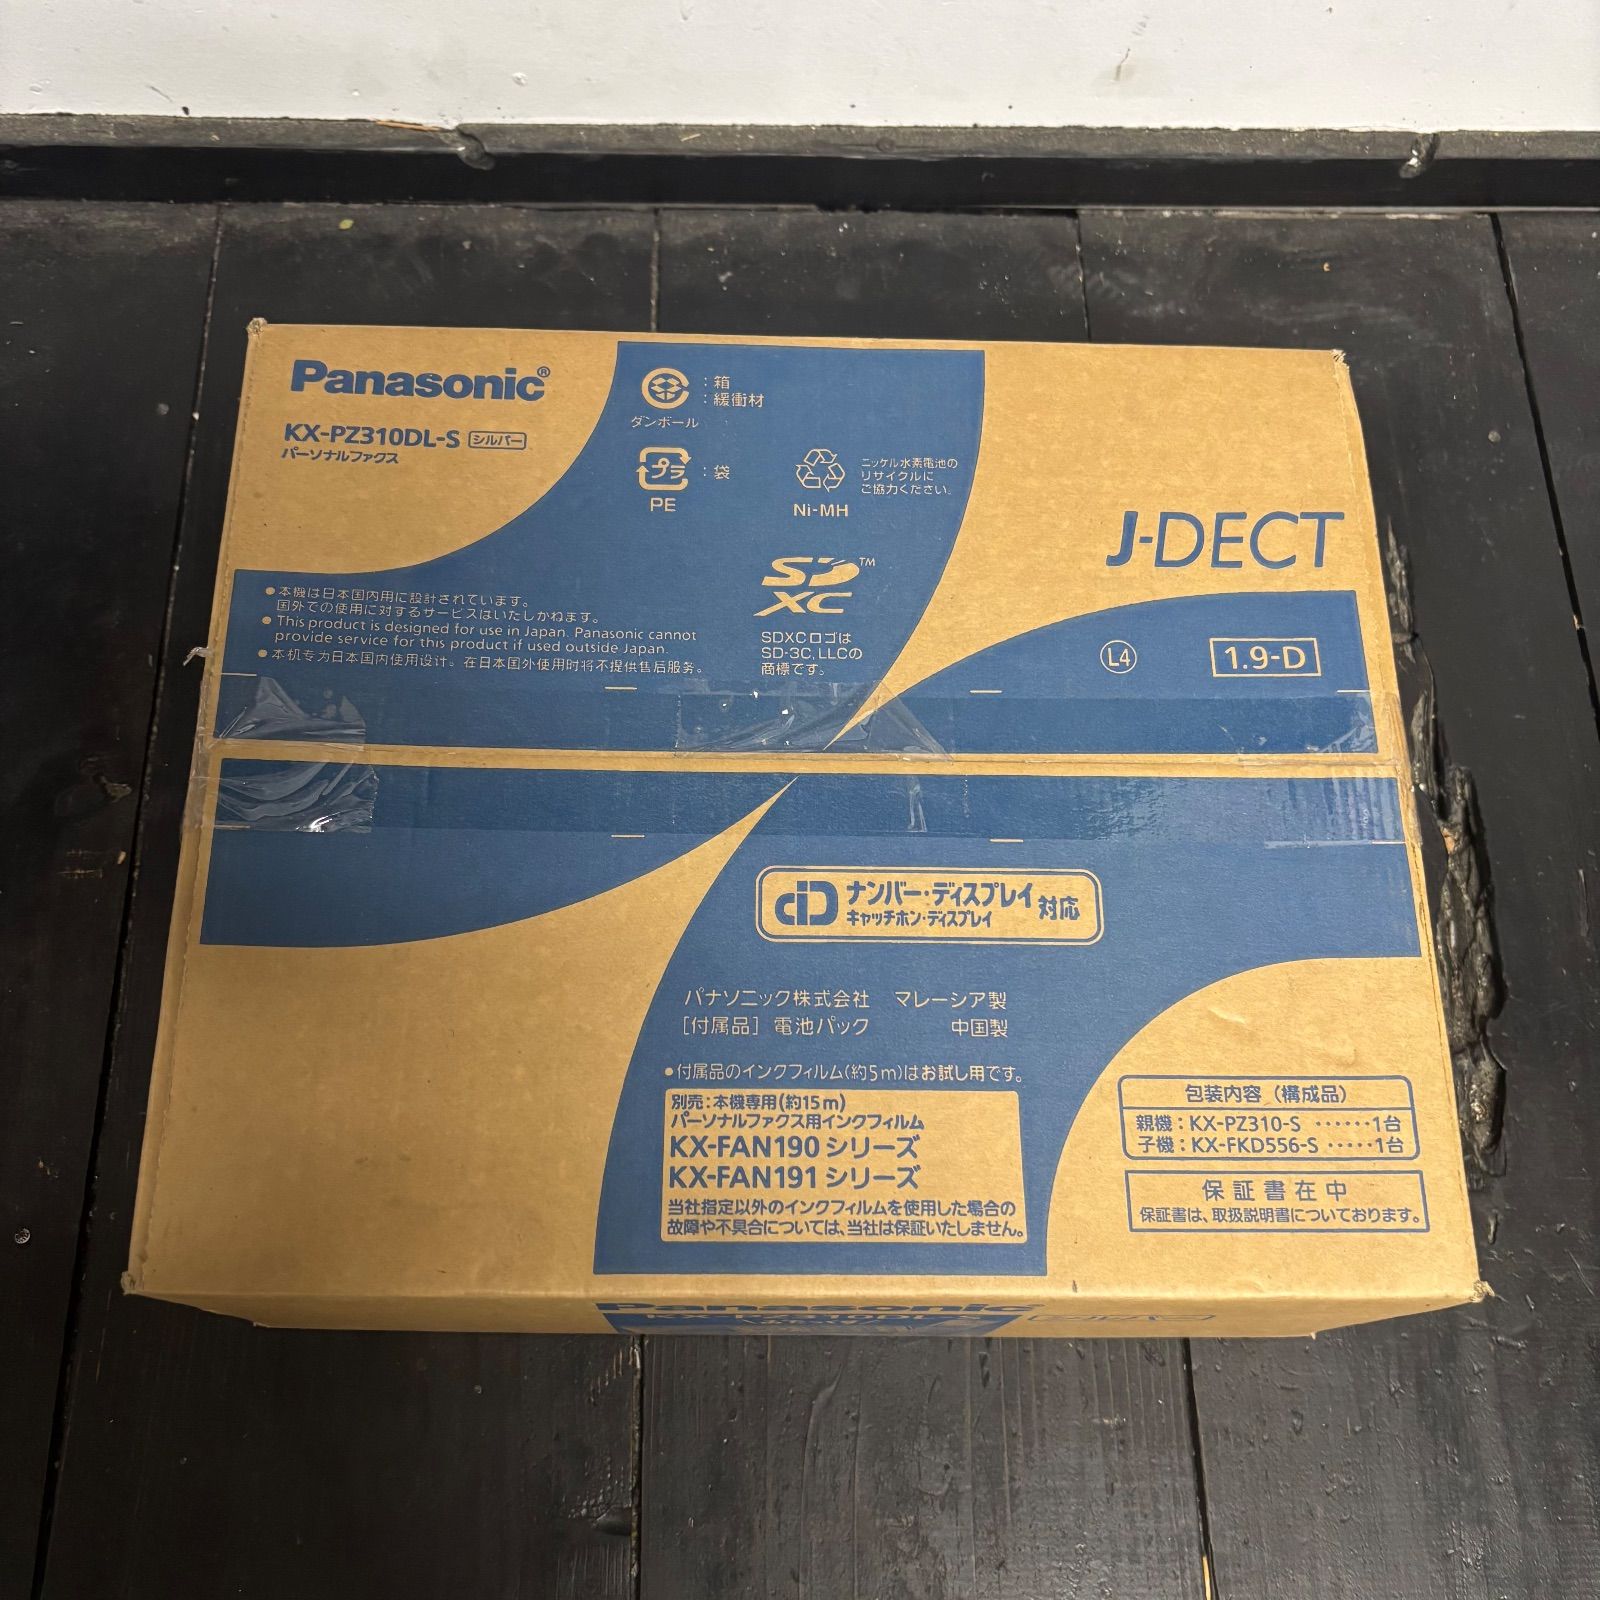 Panasonic®
KX-PZ310DL-S シルバー
パーソナルファクス
：箱
：緩衝材
ダンボール
プラ
：袋
PE
Ni-MH
ニッケル水素電池の
リサイクルに
ご協力ください。
J-DECT
SD™
XC
SDXCロゴは
SD-3C, LLCの
商標です。
●本機は日本国内用に設計されています。
国外での使用に対するサービスはいたしかねます。
●This product is designed for use in Japan. Panasonic cannot
provide service for this product if used outside Japan.
●本机专为日本国内使用设计。在日本国外使用时将不提供售后服务。
L4
1.9-D
ナンバー・ディスプレイ
キャッチホン・ディスプレイ
対応
パナソニック株式会社 マレーシア製
［付属品］電池パック 中国製
●付属品のインクフィルム(約5m)はお試し用です。
別売：本機専用(約15m)
パーソナルファクス用インクフィルム
KX-FAN190 シリーズ
KX-FAN191 シリーズ
当社指定以外のインクフィルムを使用した場合の
故障や不具合については、当社は保証いたしません。
包装内容（構成品）
親機：KX-PZ310-S ……1台
子機：KX-FKD556-S ……1台
保証書在中
保証書は、取扱説明書についております。
Panasonic
KX-PZ310DL-S シルバー